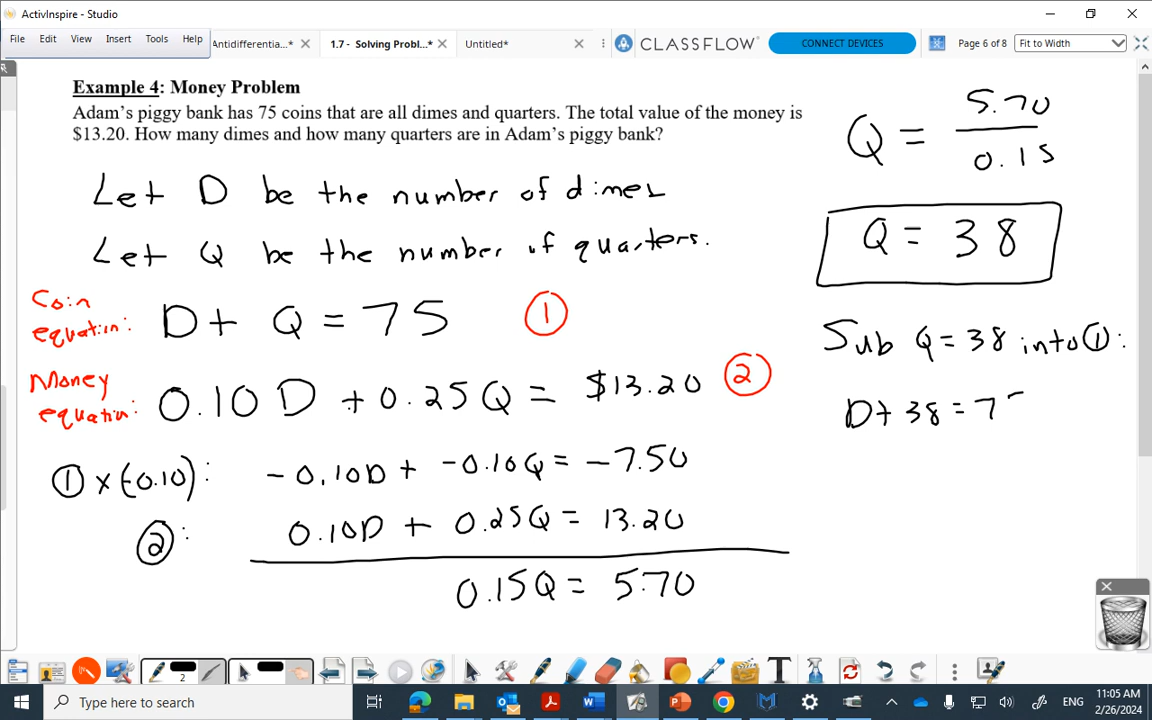 ActivInspire - Studio
File Edit View Insert Tools Help
Antidifferentia...*
1.7 - Solving Probl...*
Untitled*
CLASSFLOW
CONNECT DEVICES
Page 6 of 8
Fit to Width
Example 4: Money Problem
Adam's piggy bank has 75 coins that are all dimes and quarters. The total value of the money is
$13.20. How many dimes and how many quarters are in Adam's piggy bank?
Let D be the number of dimes
Let Q be the number of quarters.
Coin
equation:
D + Q = 75 ①
Money
equation:
0.10 D + 0.25 Q = $13.20 ②
① x (-0.10): -0.10D + -0.10Q = -7.50
②: 0.10D + 0.25Q = 13.20
0.15Q = 5.70
Q = 5.70
0.15
Q = 38
Sub Q = 38 into ①:
D + 38 = 7
2
T
Type here to search
ENG
11:05 AM
2/26/2024